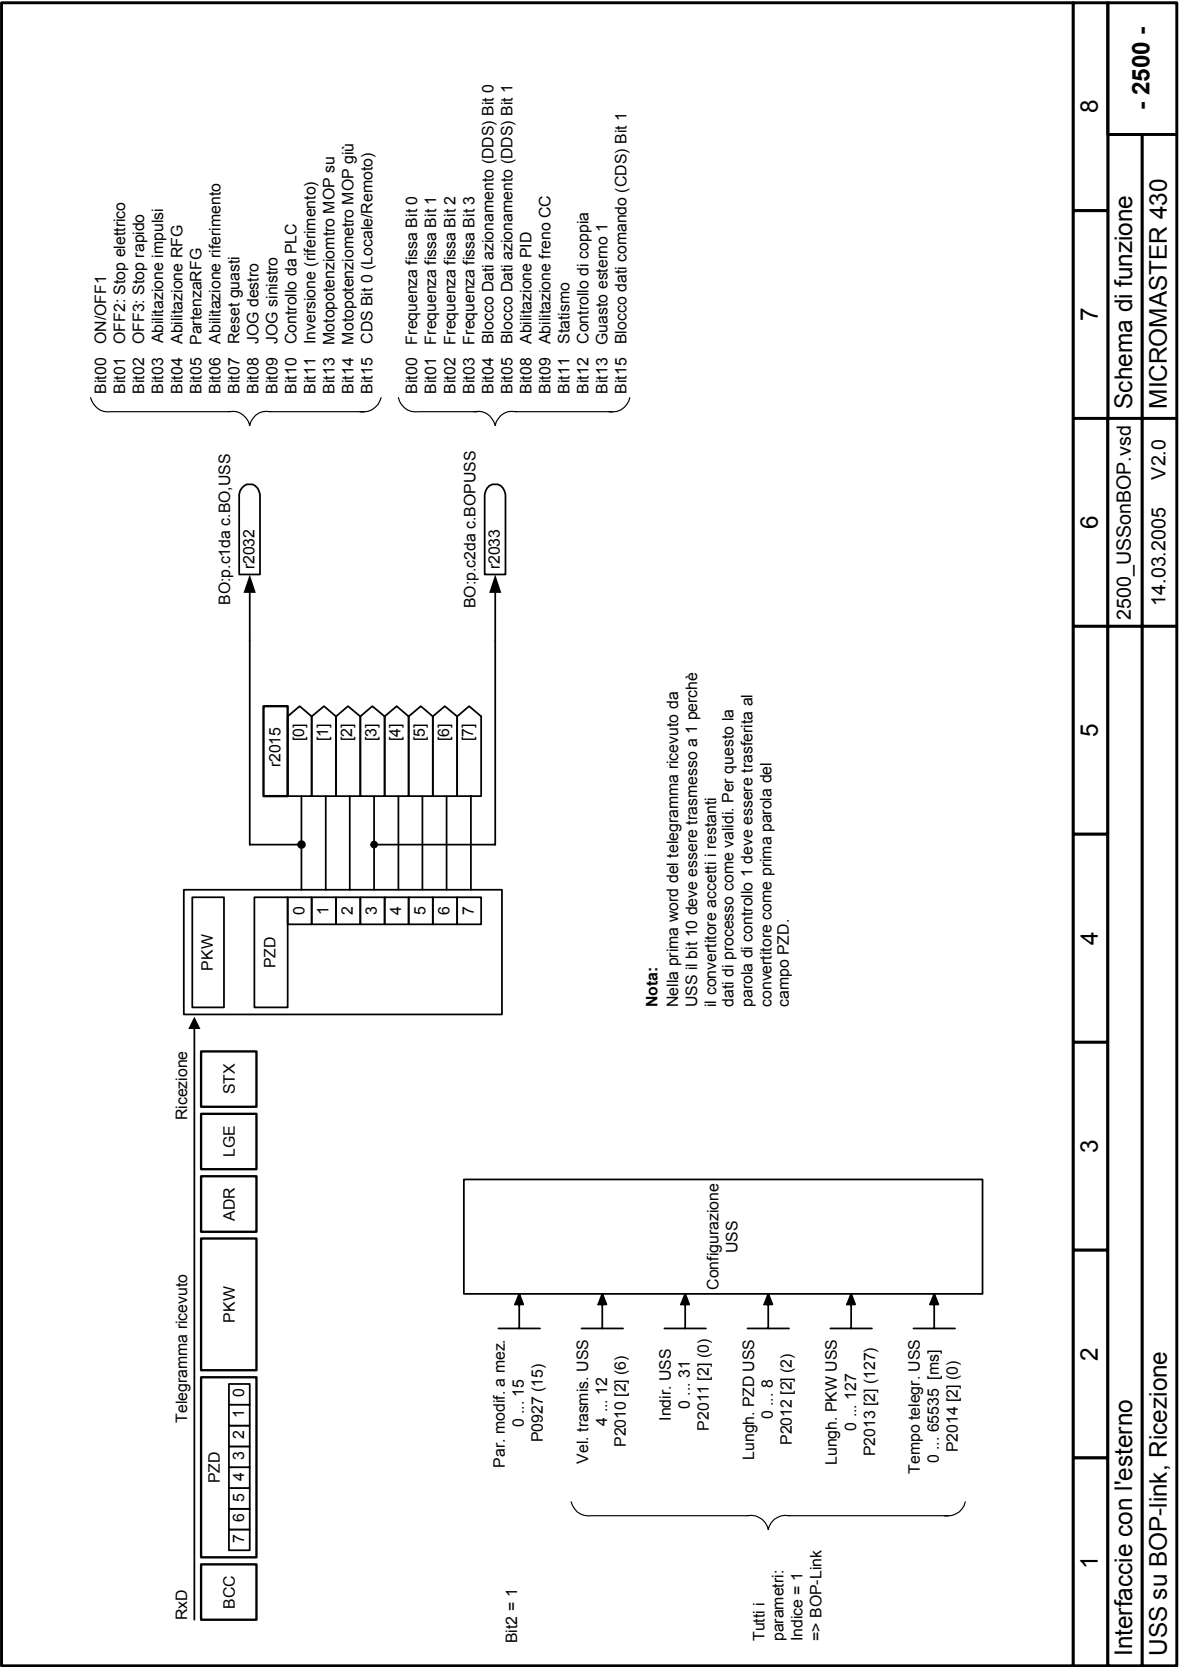 RxD
Telegramma ricevuto
Ricezione
BCC
PZD
7 6 5 4 3 2 1 0
PKW
ADR
LGE
STX
PKW
PZD
0
1
2
3
4
5
6
7
r2015
[0]
[1]
[2]
[3]
[4]
[5]
[6]
[7]
BO:p.c1da c.BO,USS
r2032
BO:p.c2da c.BOPUSS
r2033
Bit00 ON/OFF1
Bit01 OFF2: Stop elettrico
Bit02 OFF3: Stop rapido
Bit03 Abilitazione impulsi
Bit04 Abilitazione RFG
Bit05 PartenzaRFG
Bit06 Abilitazione riferimento
Bit07 Reset guasti
Bit08 JOG destro
Bit09 JOG sinistro
Bit10 Controllo da PLC
Bit11 Inversione (riferimento)
Bit13 Motopotenziomtro MOP su
Bit14 Motopotenziometro MOP giù
Bit15 CDS Bit 0 (Locale/Remoto)
Bit00 Frequenza fissa Bit 0
Bit01 Frequenza fissa Bit 1
Bit02 Frequenza fissa Bit 2
Bit03 Frequenza fissa Bit 3
Bit04 Blocco Dati azionamento (DDS) Bit 0
Bit05 Blocco Dati azionamento (DDS) Bit 1
Bit08 Abilitazione PID
Bit09 Abilitazione freno CC
Bit11 Statismo
Bit12 Controllo di coppia
Bit13 Guasto esterno 1
Bit15 Blocco dati comando (CDS) Bit 1
Bit2 = 1
Par. modif. a mez.
0 ... 15
P0927 (15)
Vel. trasmis. USS
4 ... 12
P2010 [2] (6)
Indir. USS
0 ... 31
P2011 [2] (0)
Lungh. PZD USS
0 ... 8
P2012 [2] (2)
Lungh. PKW USS
0 ... 127
P2013 [2] (127)
Tempo telegr. USS
0 ... 65535 [ms]
P2014 [2] (0)
Configurazione
USS
Tutti i
parametri:
Indice = 1
=> BOP-Link
Nota:
Nella prima word del telegramma ricevuto da
USS il bit 10 deve essere trasmesso a 1 perchè
il convertitore accetti i restanti
dati di processo come validi. Per questo la
parola di controllo 1 deve essere trasferita al
convertitore come prima parola del
campo PZD.
1 2 3 4 5 6 7 8
Interfaccie con l'esterno
2500_USSonBOP.vsd
Schema di funzione
- 2500 -
USS su BOP-link, Ricezione
14.03.2005 V2.0
MICROMASTER 430